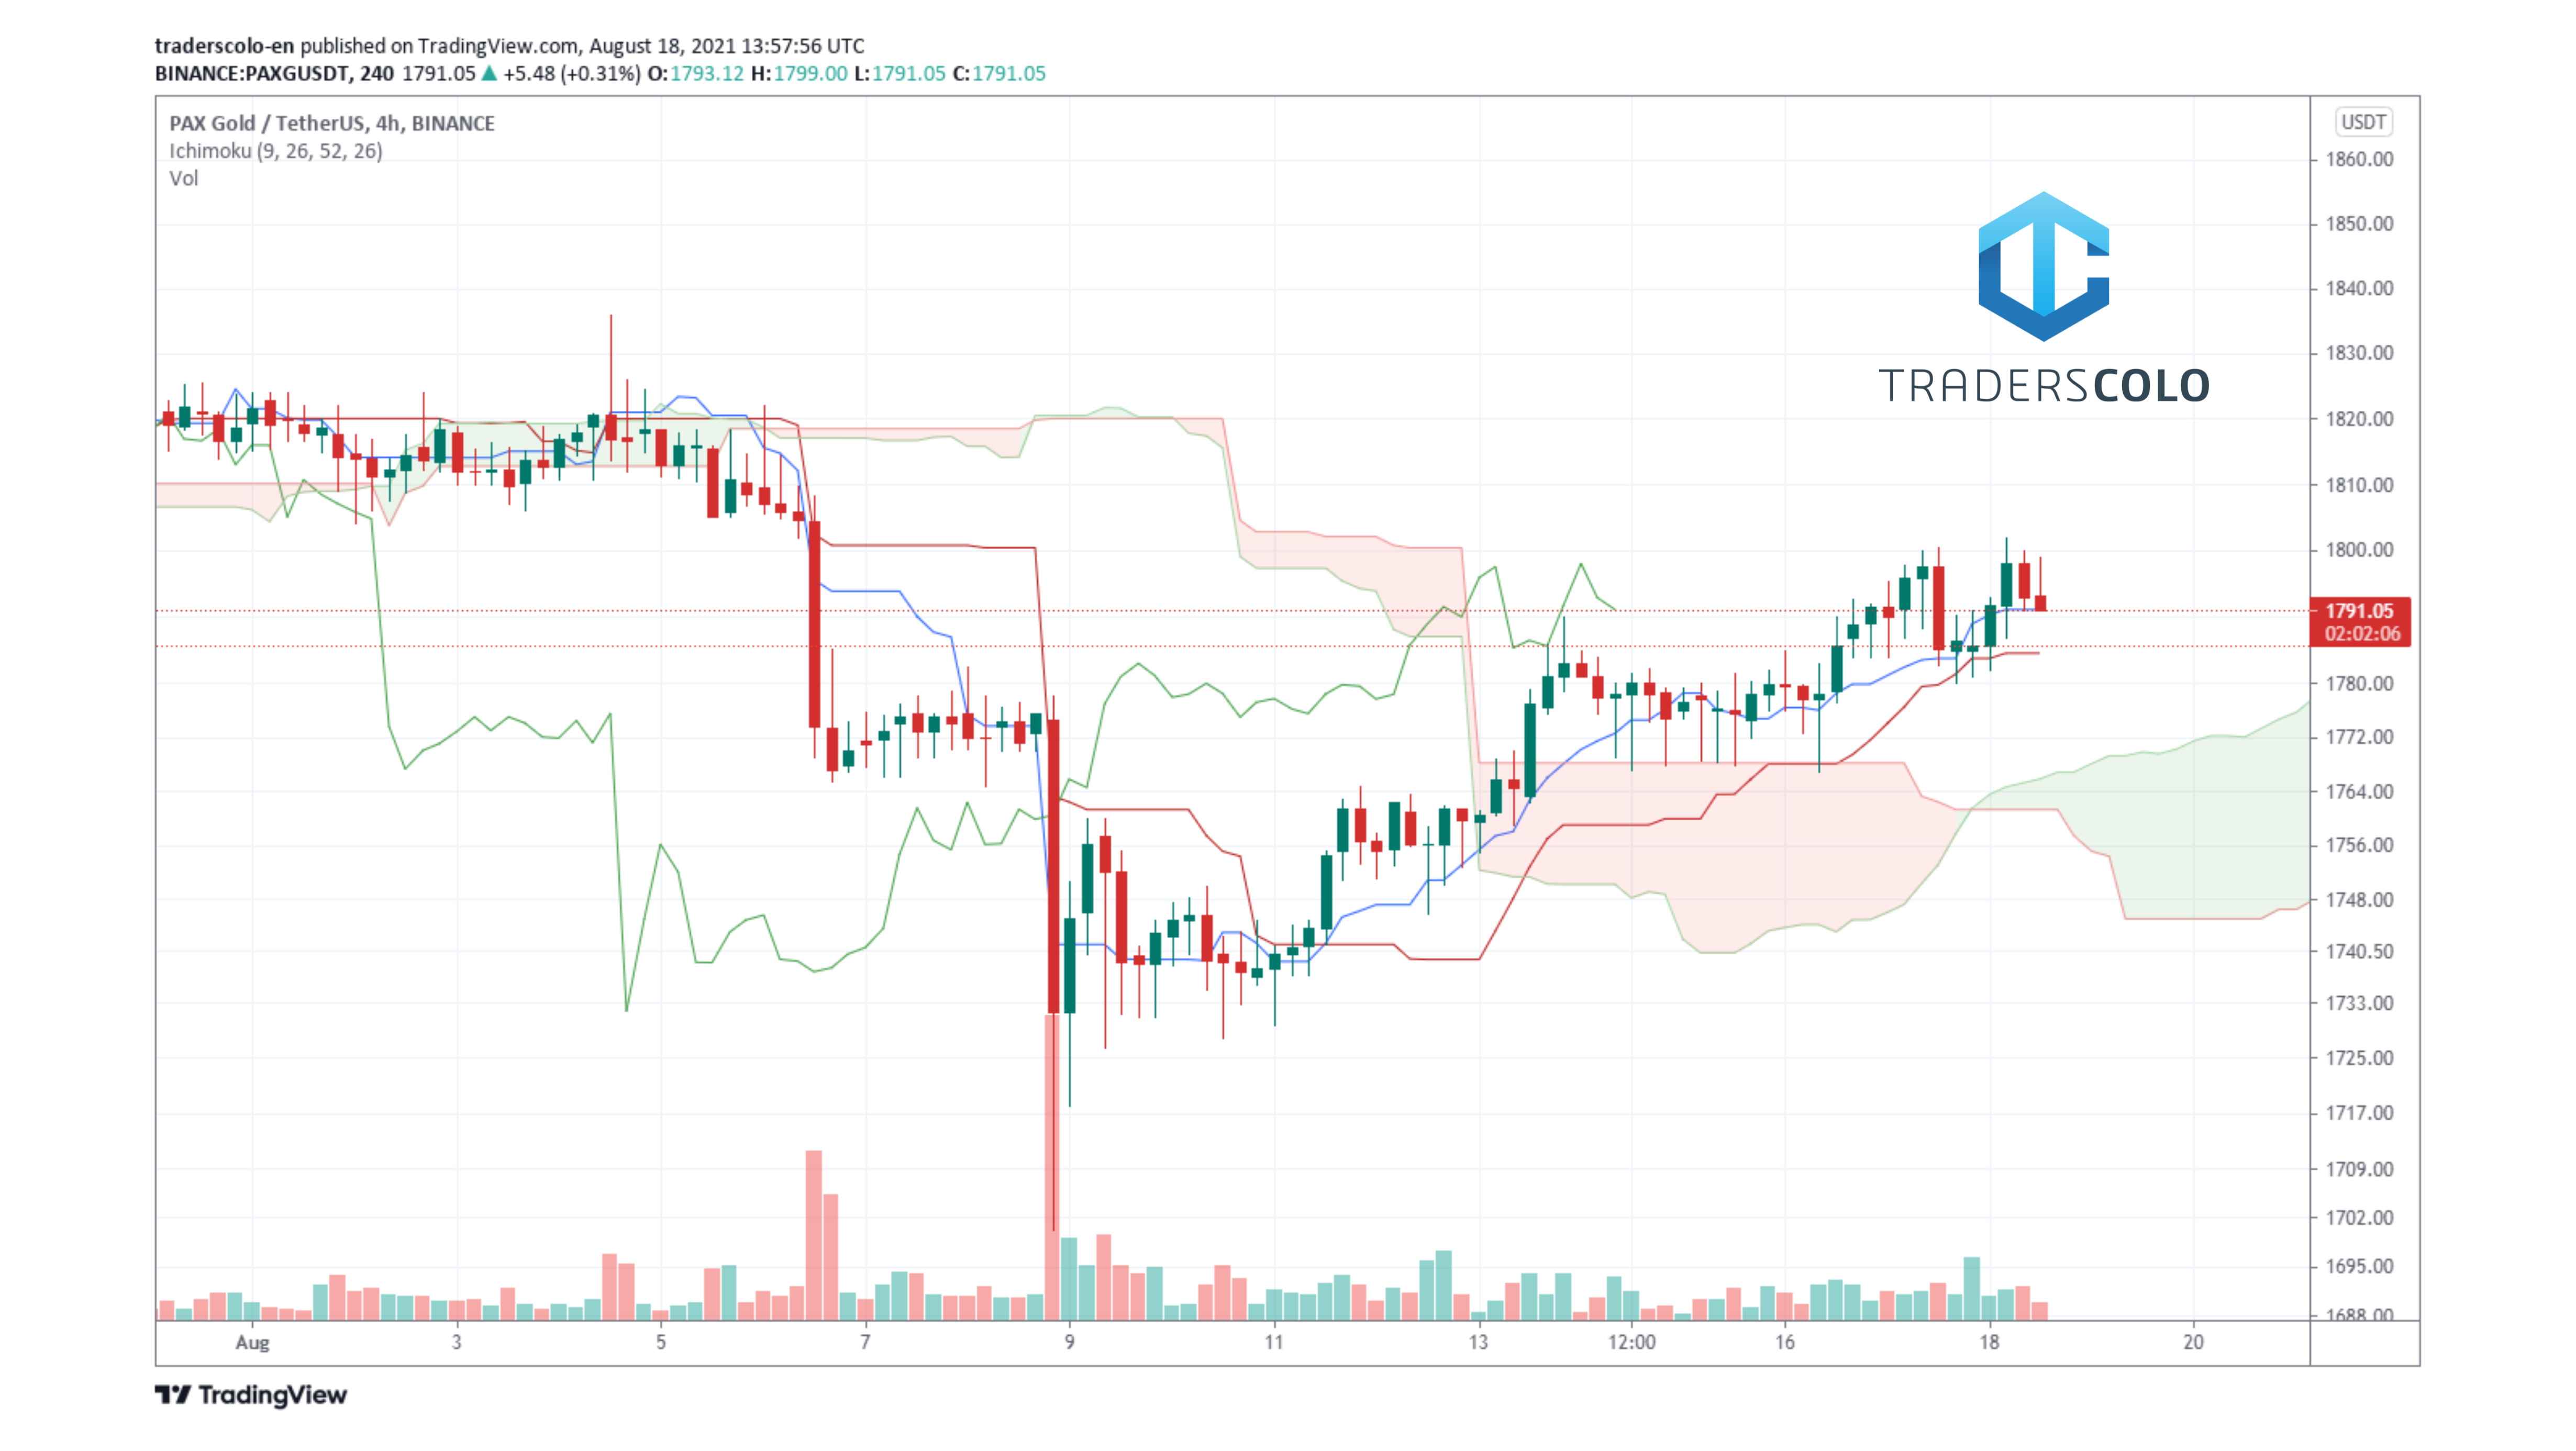 traderscolo-en published on TradingView.com, August 18, 2021 13:57:56 UTC
BINANCE:PAXGUSDT, 240 1791.05 ▲ +5.48 (+0.31%) O:1793.12 H:1799.00 L:1791.05 C:1791.05
PAX Gold / TetherUS, 4h, BINANCE
Ichimoku (9, 26, 52, 26)
Vol
USDT
1860.00
1850.00
1840.00
1830.00
TRADERSCOLO
1820.00
1810.00
1800.00
1791.05
02:02:06
1780.00
1772.00
1764.00
1756.00
1748.00
1740.50
1733.00
1725.00
1717.00
1709.00
1702.00
1695.00
1688.00
Aug 3 5 7 9 11 13 12:00 16 18 20
TradingView